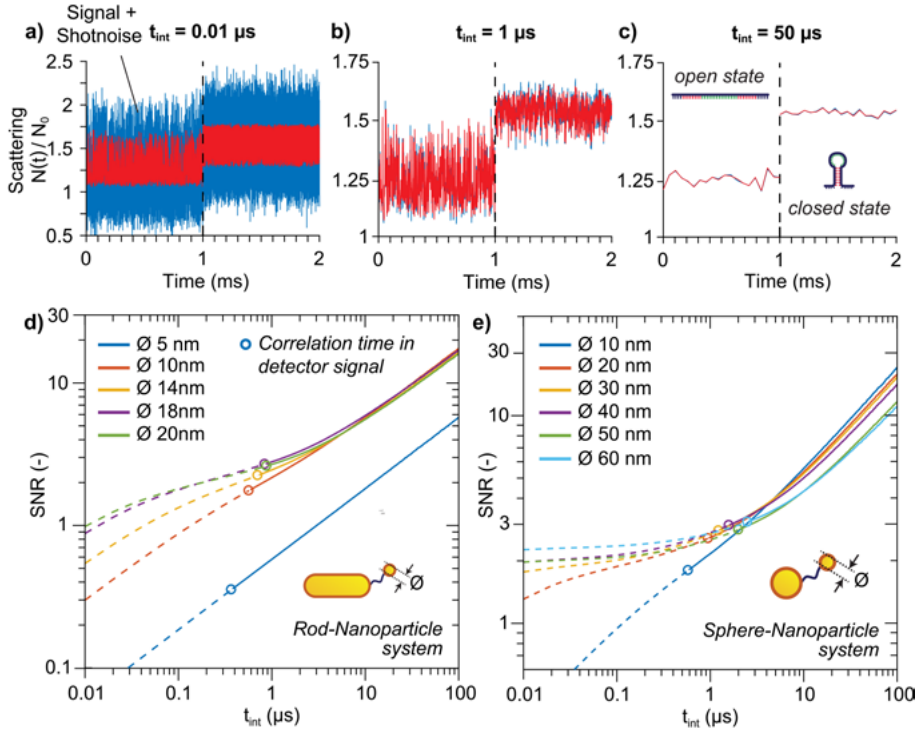 Signal +
Shotnoise
a) t_int = 0.01 µs
b) t_int = 1 µs
c) t_int = 50 µs
Scattering
N(t)/ N₀
2.5
2
1.5
1
0.5
0 1 2
Time (ms)
1.75
1.5
1.25
1
0 1 2
Time (ms)
1.75
1.5
1.25
1
open state
closed state
0 1 2
Time (ms)
d)
SNR (-)
30
10
1
0.1
Ø 5 nm
Ø 10nm
Ø 14nm
Ø 18nm
Ø 20nm
Correlation time in
detector signal
Ø
Rod-Nanoparticle
system
0.01 0.1 1 10 100
t_int (µs)
e)
SNR (-)
30
10
3
1
Ø 10 nm
Ø 20 nm
Ø 30 nm
Ø 40 nm
Ø 50 nm
Ø 60 nm
Ø
Sphere-Nanoparticle
system
0.01 0.1 1 10 100
t_int (µs)